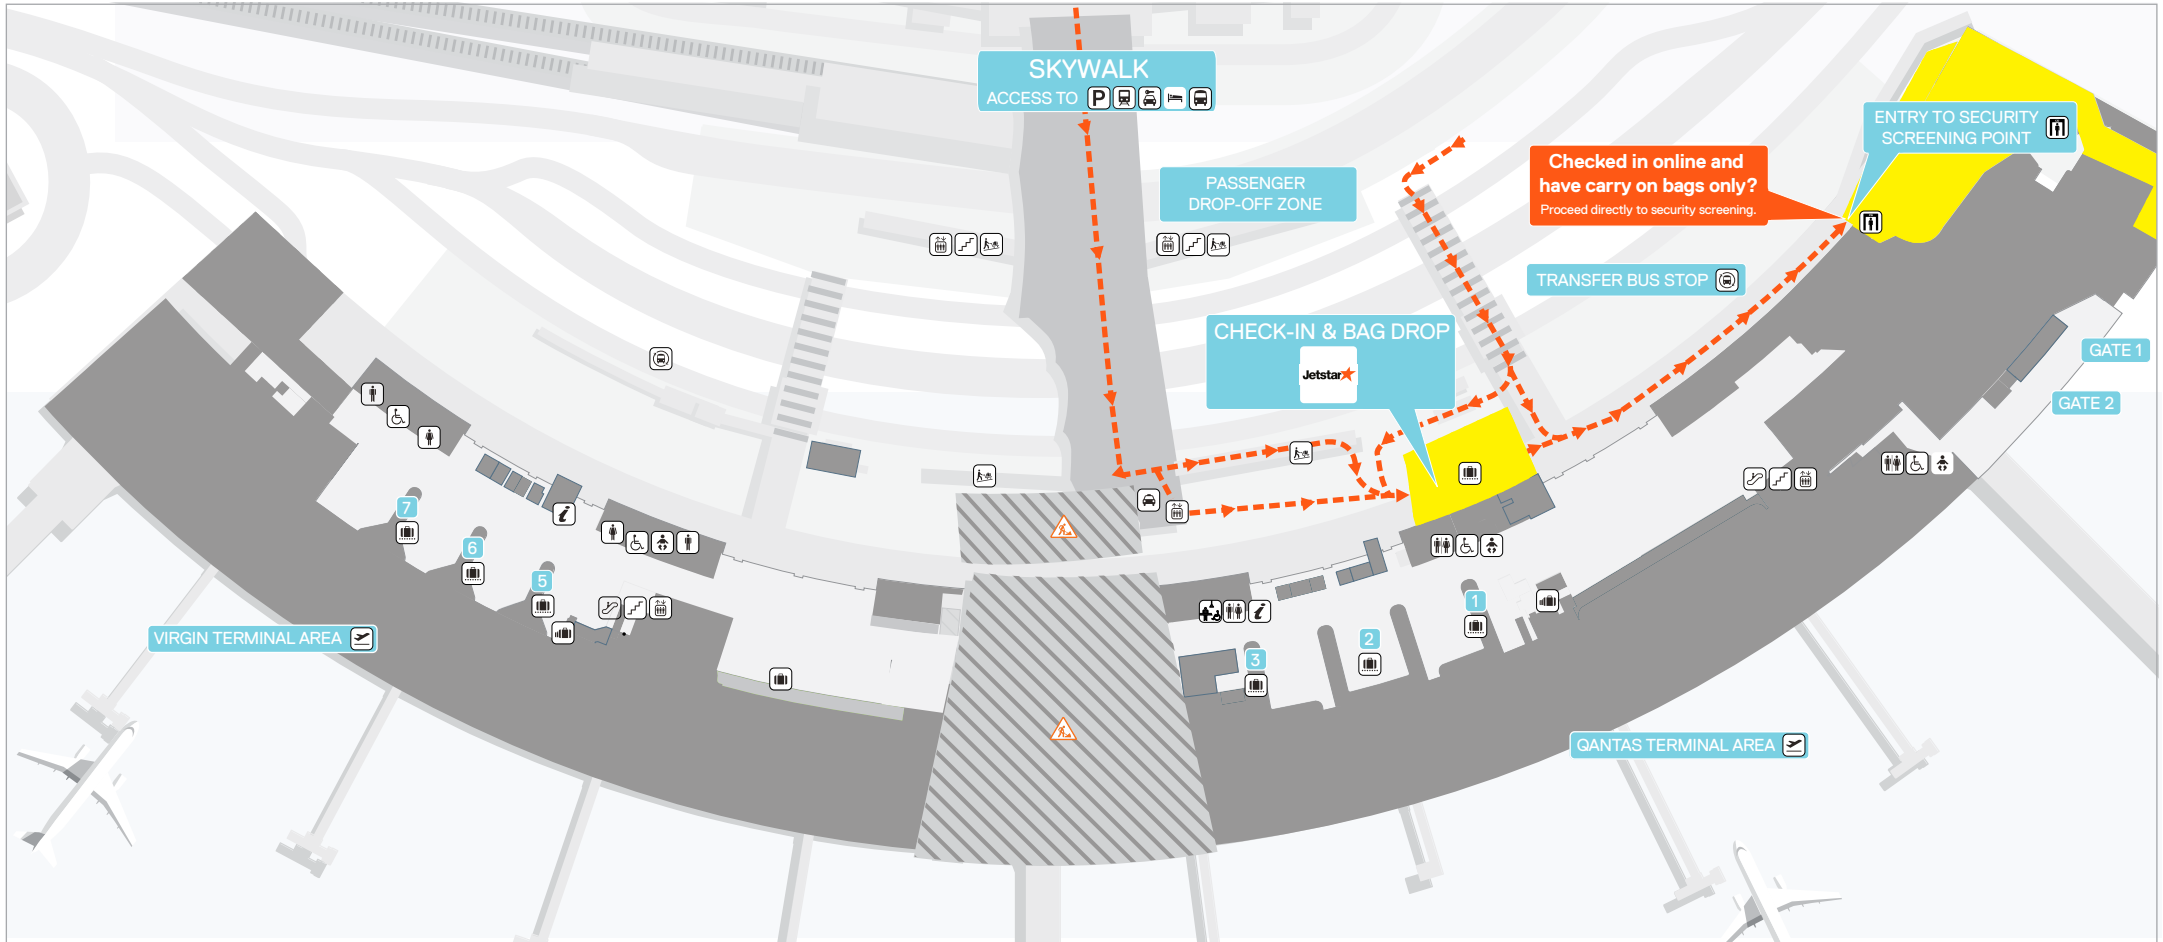 SKYWALK
ACCESS TO P
ENTRY TO SECURITY
SCREENING POINT
Checked in online and
have carry on bags only?
Proceed directly to security screening.
PASSENGER
DROP-OFF ZONE
TRANSFER BUS STOP
CHECK-IN & BAG DROP
Jetstar
GATE 1
GATE 2
7
6
5
i
VIRGIN TERMINAL AREA
i
1
2
3
QANTAS TERMINAL AREA